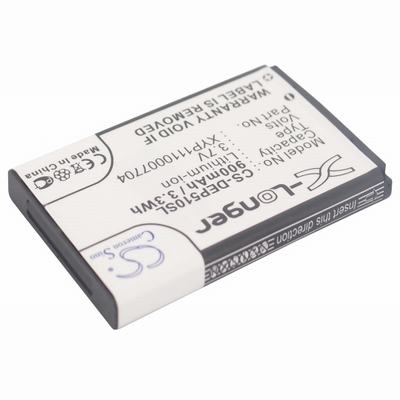 X-Longer
Insert this direction
Model No. CS-DEP510SL
Capacity 900mAh / 3.3Wh
Type Lithium-Ion
Volts 3.7V
Part No. XYP1110007704
WARRANTY VOID IF
LABEL IS REMOVED
Made in China
CS
Cameron Sino